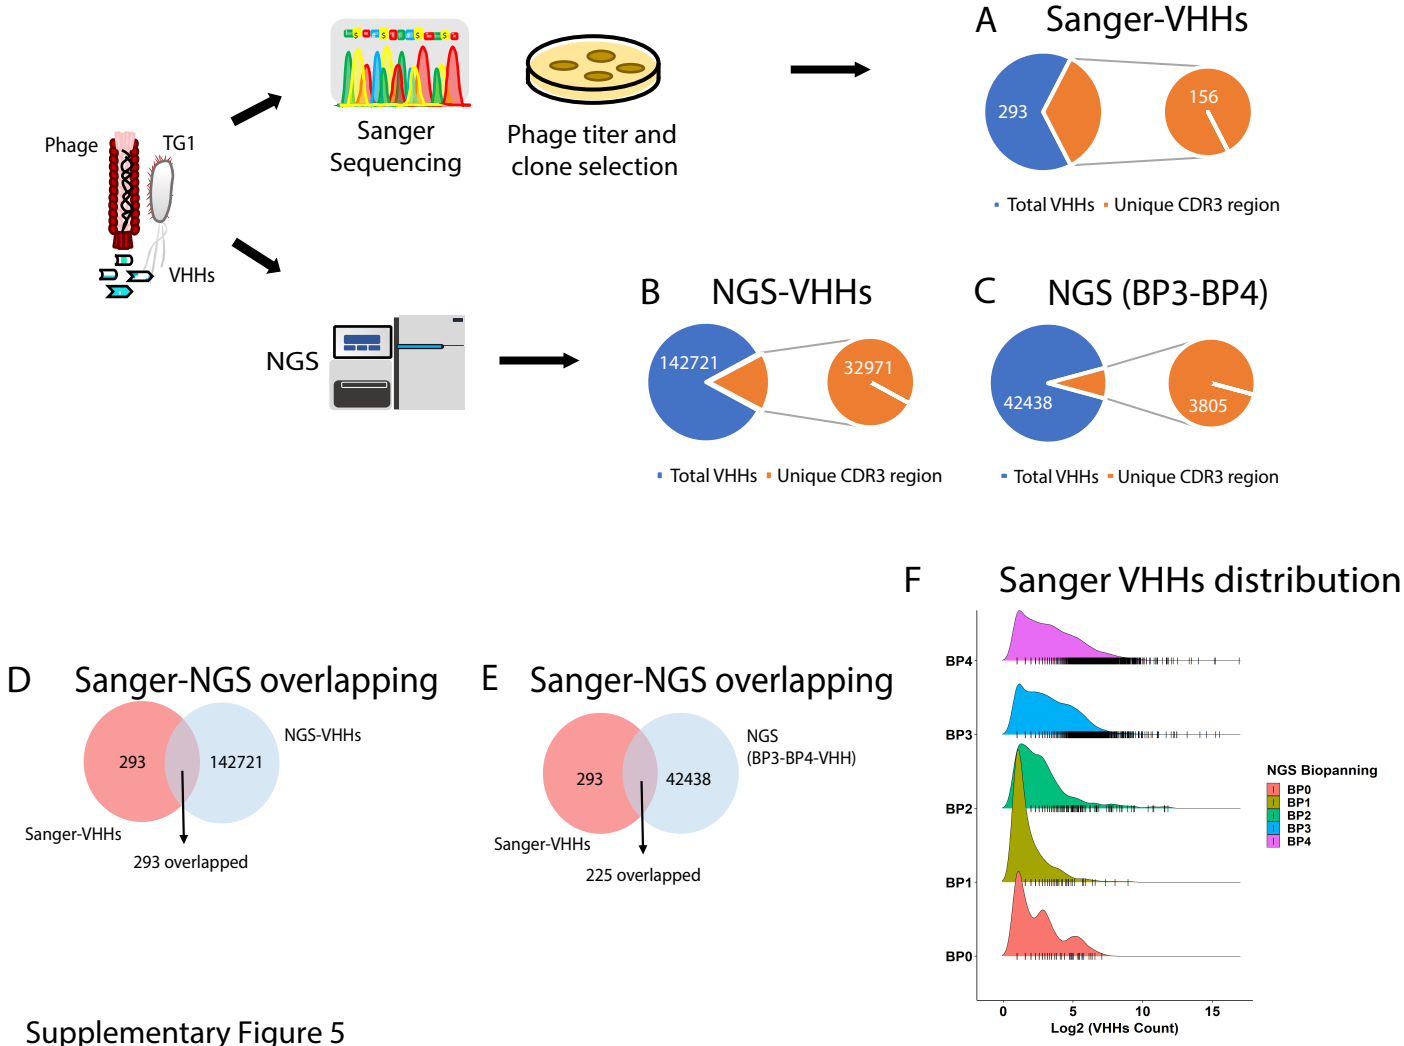 A Sanger-VHHs
Sanger
Sequencing
Phage titer and
clone selection
293
156
Total VHHs Unique CDR3 region
Phage
TG1
VHHs
NGS
B NGS-VHHs
142721
32971
Total VHHs Unique CDR3 region
C NGS (BP3-BP4)
42438
3805
Total VHHs Unique CDR3 region
D Sanger-NGS overlapping
NGS-VHHs
293
142721
Sanger-VHHs
293 overlapped
E Sanger-NGS overlapping
NGS
(BP3-BP4-VHH)
293
42438
Sanger-VHHs
225 overlapped
F Sanger VHHs distribution
BP4
BP3
BP2
BP1
BP0
0 5 10 15
Log2 (VHHs Count)
NGS Biopanning
BP0
BP1
BP2
BP3
BP4
Supplementary Figure 5